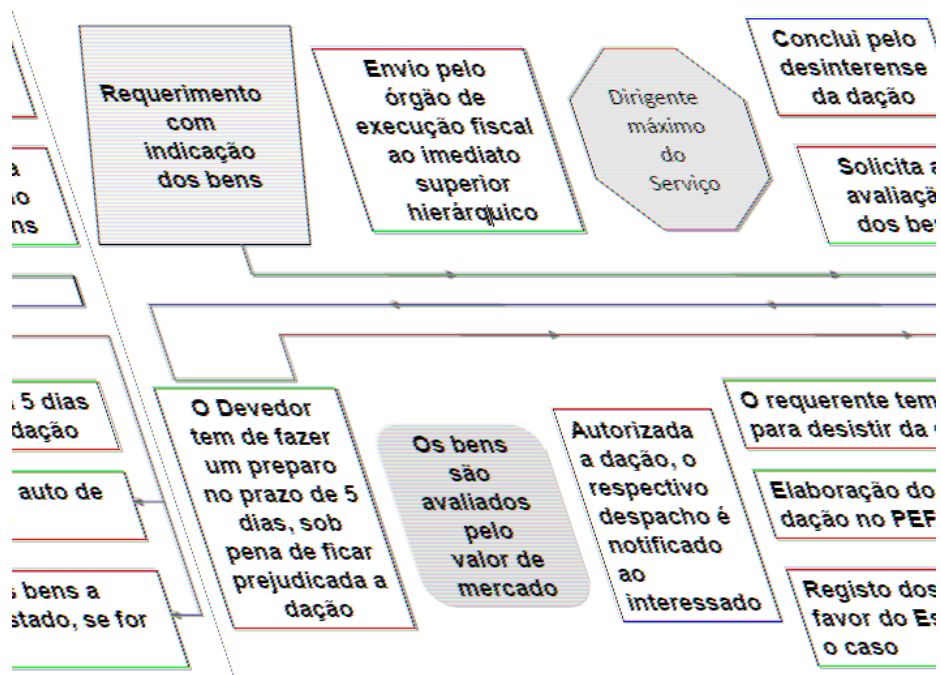 Requerimento
com
indicação
dos bens
Envio pelo
órgão de
execução fiscal
ao imediato
superior
hierárquico
Dirigente
máximo
do
Serviço
Conclui pelo
desinterense
da dação
Solicita a
avaliaçã
dos be
ns
5 dias
dação
auto de
s bens a
stado, se for
O Devedor
tem de fazer
um preparo
no prazo de 5
dias, sob
pena de ficar
prejudicada a
dação
Os bens
são
avaliados
pelo
valor de
mercado
Autorizada
a dação, o
respectivo
despacho é
notificado
ao
interessado
O requerente tem
para desistir da
Elaboração do
dação no PEF
Registo dos
favor do Es
o caso